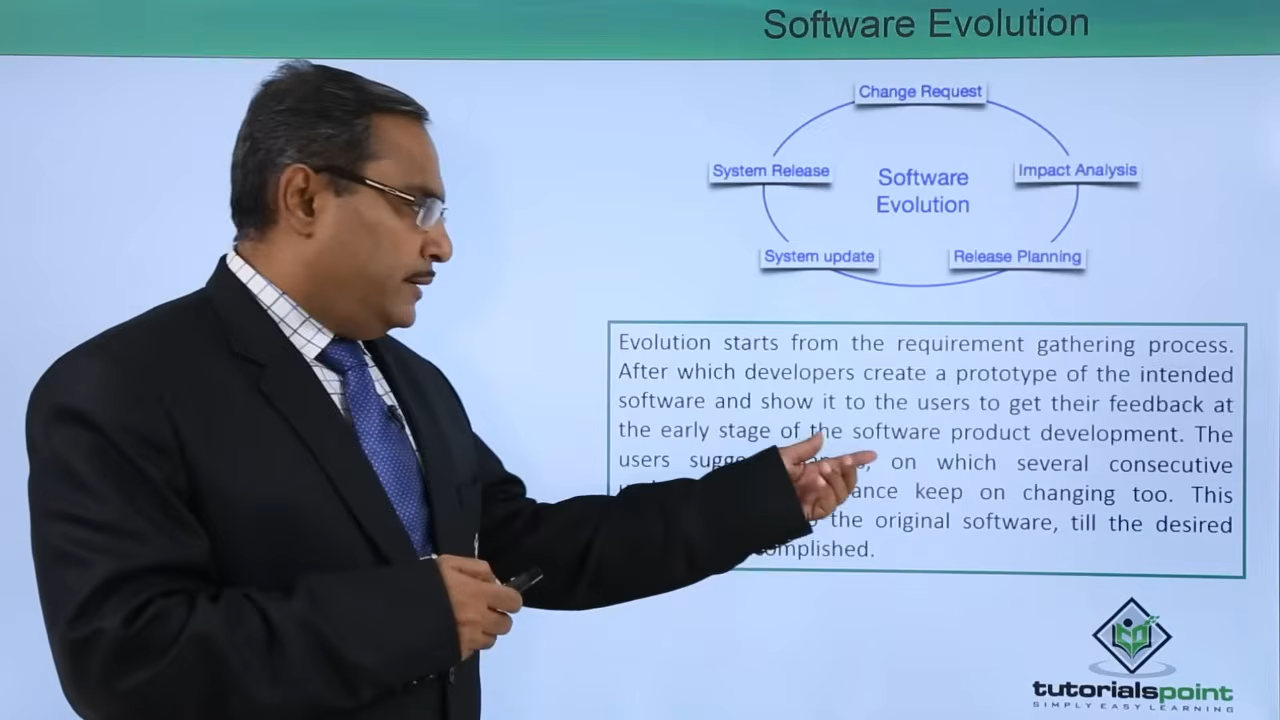 Software Evolution
Change Request
System Release
Impact Analysis
Software
Evolution
System update
Release Planning
Evolution starts from the requirement gathering process.
After which developers create a prototype of the intended
software and show it to the users to get their feedback at
the early stage of the software product development. The
users on which several consecutive
keep on changing too. This
the original software, till the desired
tutorialspoint
SIMPLY EASY LEARNING